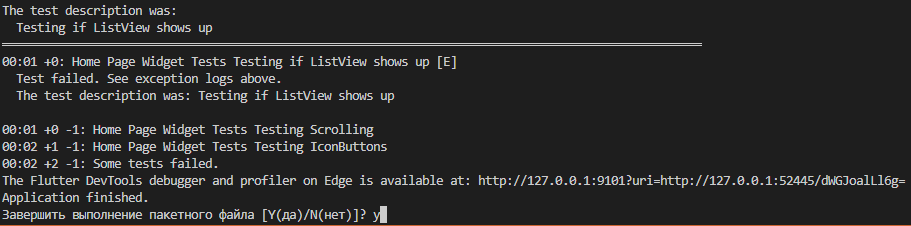 The test description was:
  Testing if ListView shows up
════════════════════════════════════════════════════════════════════════════════════════════════════
00:01 +0: Home Page Widget Tests Testing if ListView shows up [E]
  Test failed. See exception logs above.
  The test description was: Testing if ListView shows up

00:01 +0 -1: Home Page Widget Tests Testing Scrolling
00:02 +1 -1: Home Page Widget Tests Testing IconButtons
00:02 +2 -1: Some tests failed.
The Flutter DevTools debugger and profiler on Edge is available at: http://127.0.0.1:9101?uri=http://127.0.0.1:52445/dWGJoalLl6g=
Application finished.
Завершить выполнение пакетного файла [Y(да)/N(нет)]? y